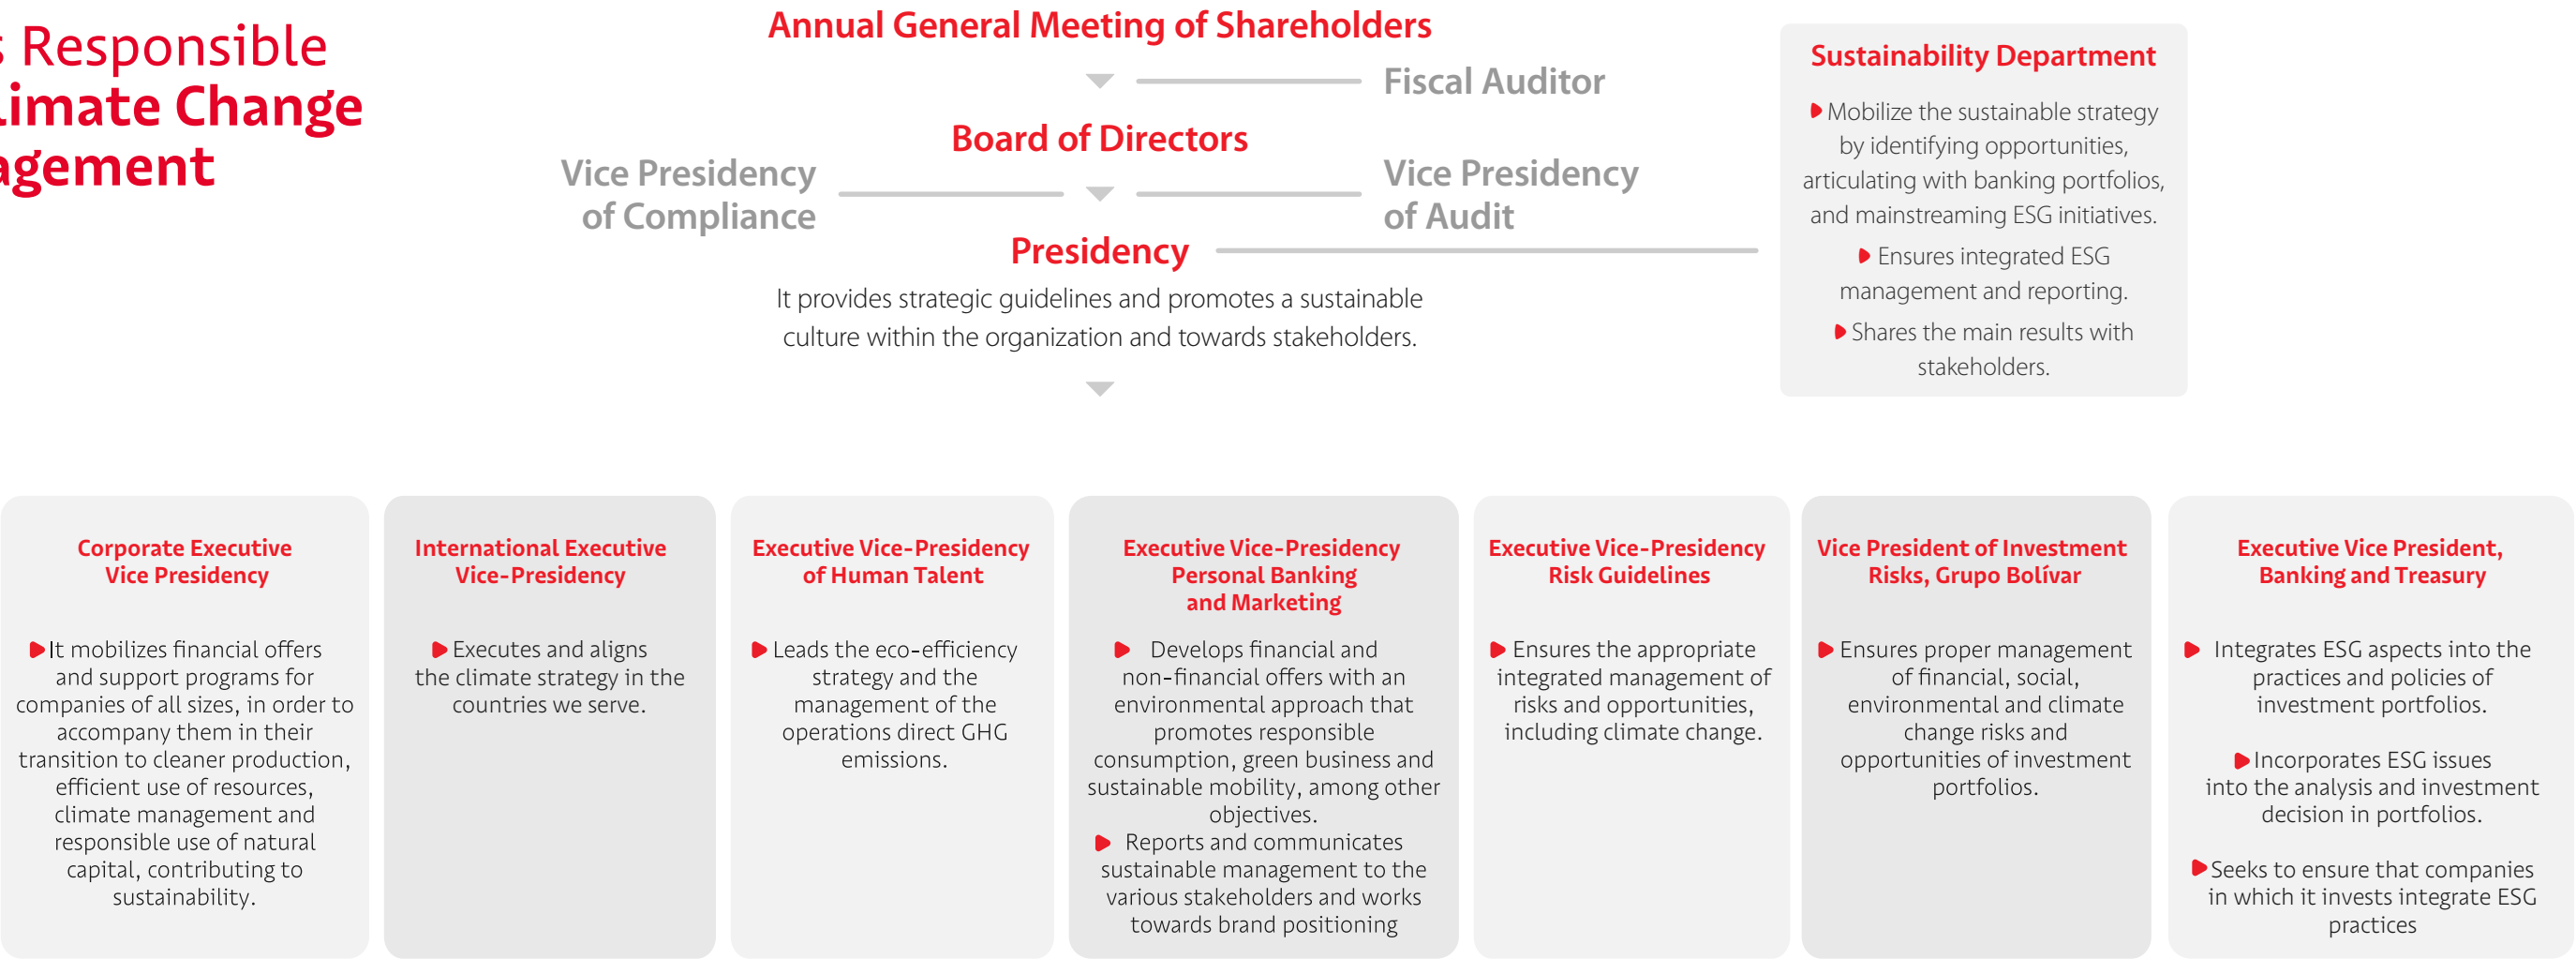 Responsible
Climate Change
Annual General Meeting of Shareholders
Fiscal Auditor
Board of Directors
Vice Presidency
of Compliance
Vice Presidency
of Audit
Presidency
It provides strategic guidelines and promotes a sustainable
culture within the organization and towards stakeholders.
Sustainability Department
Mobilize the sustainable strategy
by identifying opportunities,
articulating with banking portfolios,
and mainstreaming ESG initiatives.
Ensures integrated ESG
management and reporting.
Shares the main results with
stakeholders.
Corporate Executive
Vice Presidency
It mobilizes financial offers
and support programs for
companies of all sizes, in order to
accompany them in their
transition to cleaner production,
efficient use of resources,
climate management and
responsible use of natural
capital, contributing to
sustainability.
International Executive
Vice-Presidency
Executes and aligns
the climate strategy in the
countries we serve.
Executive Vice-Presidency
of Human Talent
Leads the eco-efficiency
strategy and the
management of the
operations direct GHG
emissions.
Executive Vice-Presidency
Personal Banking
and Marketing
Develops financial and
non-financial offers with an
environmental approach that
promotes responsible
consumption, green business and
sustainable mobility, among other
objectives.
Reports and communicates
sustainable management to the
various stakeholders and works
towards brand positioning
Executive Vice-Presidency
Risk Guidelines
Ensures the appropriate
integrated management of
risks and opportunities,
including climate change.
Vice President of Investment
Risks, Grupo Bolívar
Ensures proper management
of financial, social,
environmental and climate
change risks and
opportunities of investment
portfolios.
Executive Vice President,
Banking and Treasury
Integrates ESG aspects into the
practices and policies of
investment portfolios.
Incorporates ESG issues
into the analysis and investment
decision in portfolios.
Seeks to ensure that companies
in which it invests integrate ESG
practices